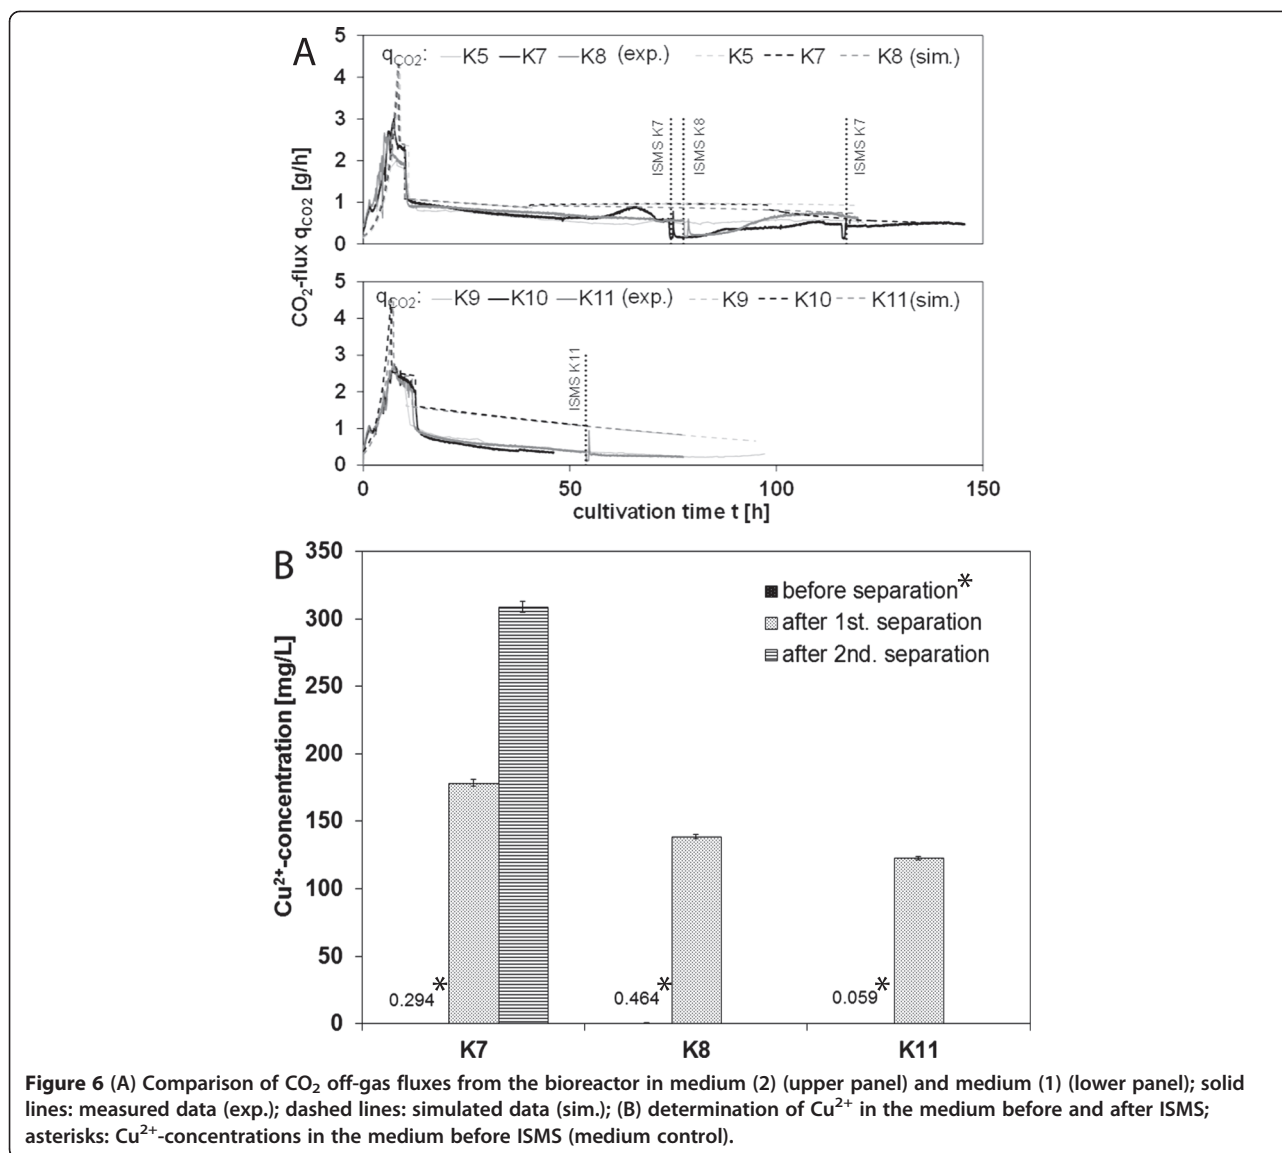 A
5
4
3
2
1
0
CO2-flux qCO2 [g/h]
qCO2: K5 K7 K8 (exp.) K5 K7 K8 (sim.)
ISMS K7
ISMS K8
ISMS K7
5
4
3
2
1
0
qCO2: K9 K10 K11 (exp.) K9 K10 K11 (sim.)
ISMS K11
0 50 100 150
cultivation time t [h]
B
350
300
250
200
150
100
50
0
Cu2+-concentration [mg/L]
before separation*
after 1st. separation
after 2nd. separation
0.294*
0.464*
0.059*
K7 K8 K11
Figure 6 (A) Comparison of CO2 off-gas fluxes from the bioreactor in medium (2) (upper panel) and medium (1) (lower panel); solid
lines: measured data (exp.); dashed lines: simulated data (sim.); (B) determination of Cu2+ in the medium before and after ISMS;
asterisks: Cu2+-concentrations in the medium before ISMS (medium control).